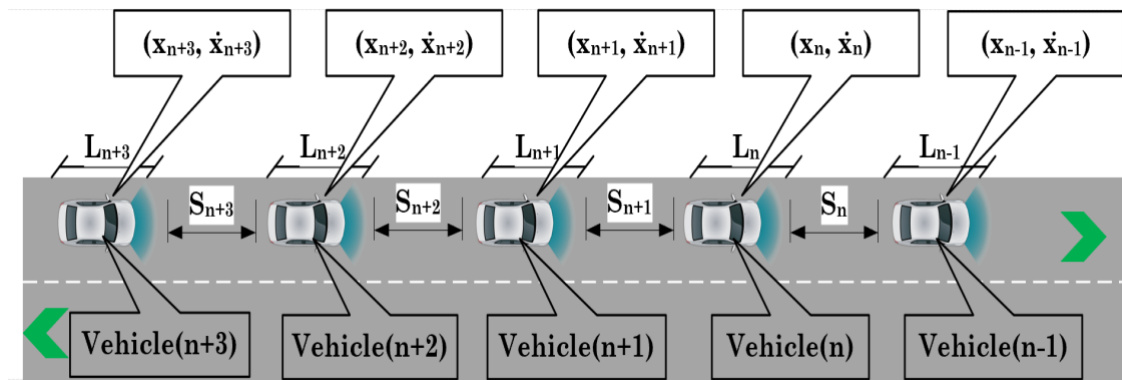 (xn+3, ẋn+3) (xn+2, ẋn+2) (xn+1, ẋn+1) (xn, ẋn) (xn-1, ẋn-1)
Ln+3 Ln+2 Ln+1 Ln Ln-1
Sn+3 Sn+2 Sn+1 Sn
Vehicle(n+3) Vehicle(n+2) Vehicle(n+1) Vehicle(n) Vehicle(n-1)